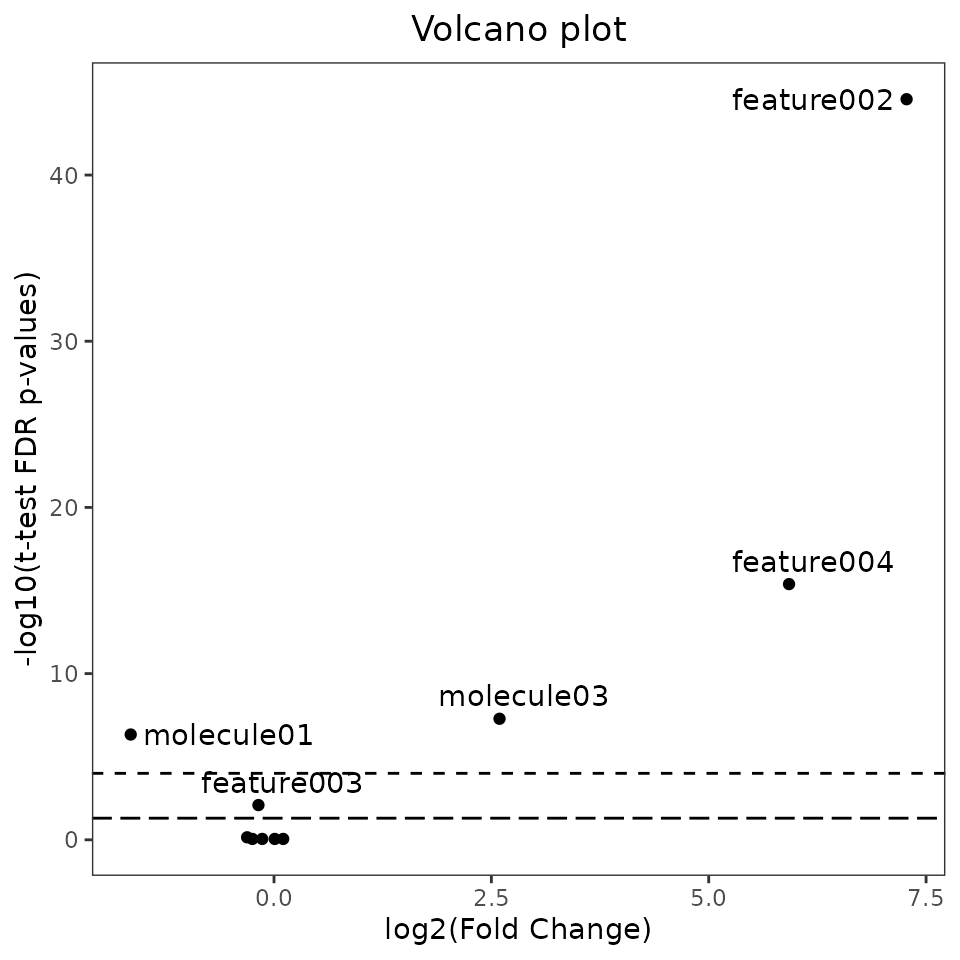 Volcano plot
feature002
40
30
20
feature004
10
molecule03
molecule01
feature003
0
-log10(t-test FDR p-values)
0.0
2.5
5.0
7.5
log2(Fold Change)